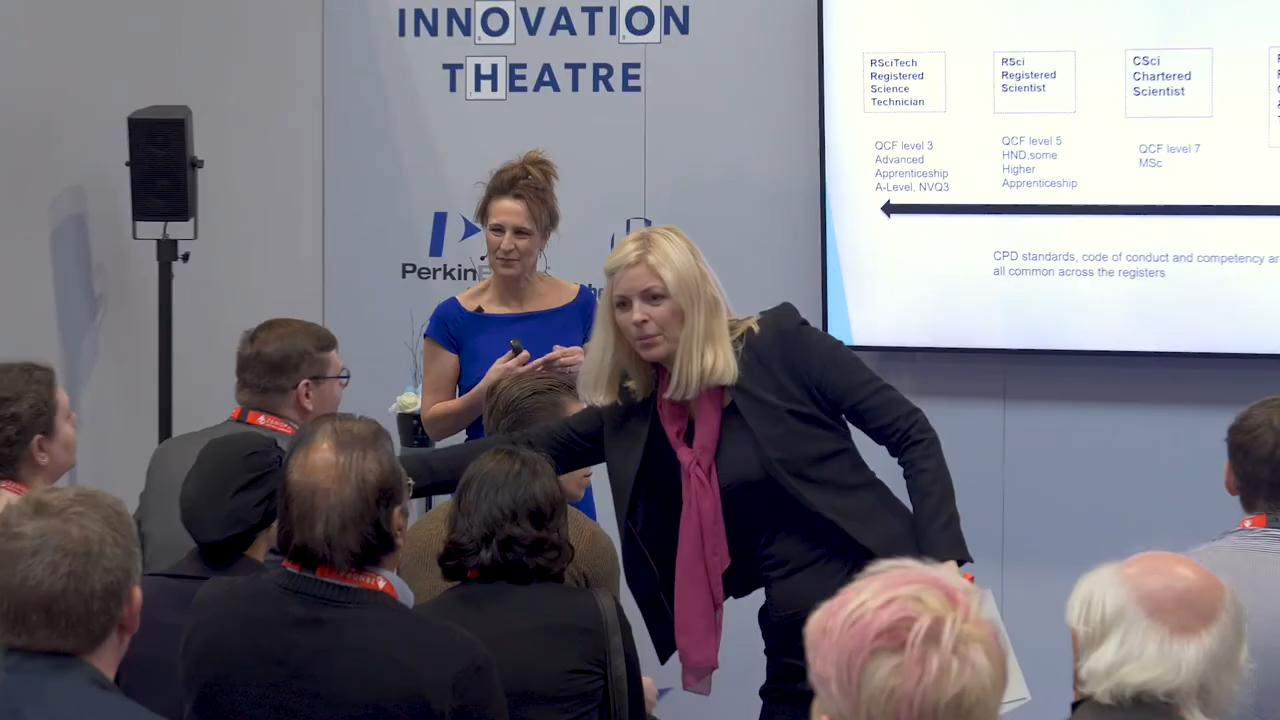 INNOVATION
THEATRE
Perkin
RSciTech
Registered
Science
Technician
QCF level 3
Advanced
Apprenticeship
A-Level, NVQ3
RSci
Registered
Scientist
QCF level 5
HND,some
Higher
Apprenticeship
CSci
Chartered
Scientist
QCF level 7
MSc
CPD standards, code of conduct and competency
all common across the registers